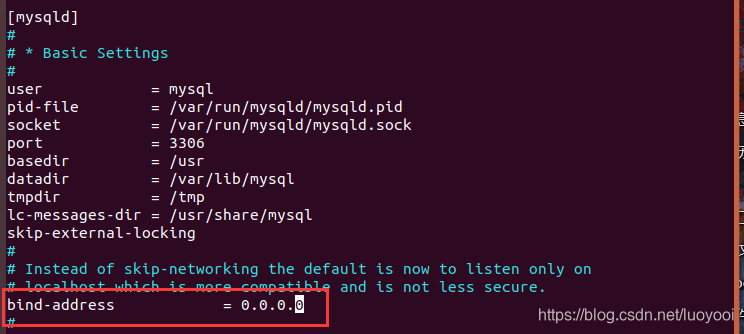 [mysqld]
#
# * Basic Settings
#
user            = mysql
pid-file        = /var/run/mysqld/mysqld.pid
socket          = /var/run/mysqld/mysqld.sock
port            = 3306
basedir         = /usr
datadir         = /var/lib/mysql
tmpdir          = /tmp
lc-messages-dir = /usr/share/mysql
skip-external-locking
#
# Instead of skip-networking the default is now to listen only on
# localhost which is more compatible and is not less secure.
bind-address            = 0.0.0.0
#
https://blog.csdn.net/luoyooi